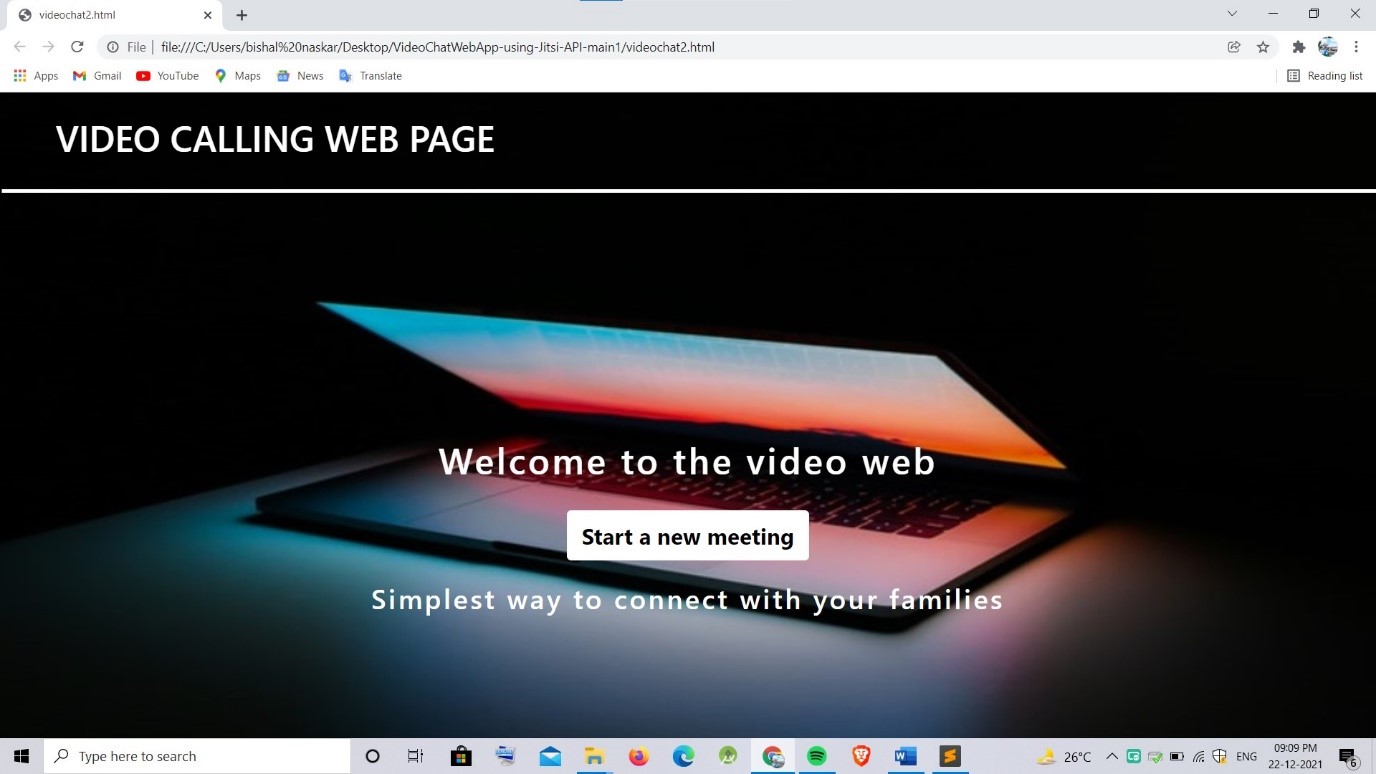 videochat2.html
File | file:///C:/Users/bishal%20naskar/Desktop/VideoChatWebApp-using-Jitsi-API-main1/videochat2.html
Apps Gmail YouTube Maps News Translate Reading list
VIDEO CALLING WEB PAGE
Welcome to the video web
Start a new meeting
Simplest way to connect with your families
Type here to search 26°C ENG 09:09 PM
22-12-2021 6